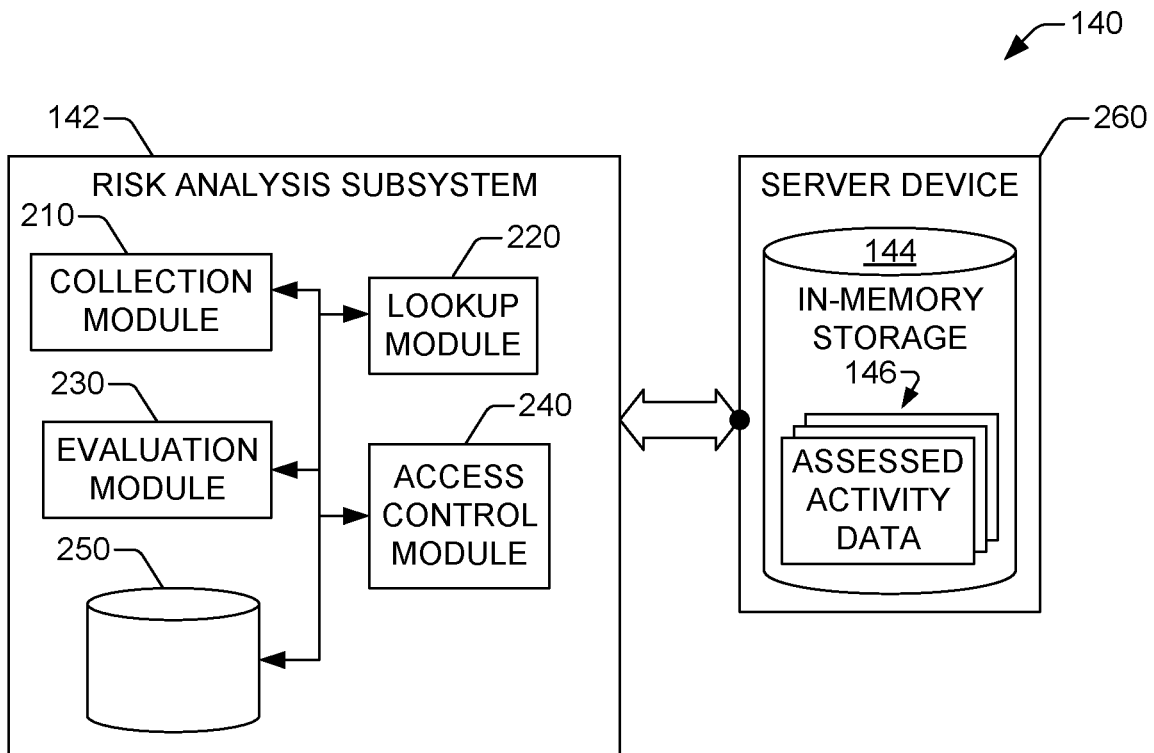 140
142
260
RISK ANALYSIS SUBSYSTEM
SERVER DEVICE
210
COLLECTION
MODULE
220
LOOKUP
MODULE
144
IN-MEMORY
STORAGE
146
230
EVALUATION
MODULE
240
ACCESS
CONTROL
MODULE
ASSESSED
ACTIVITY
DATA
250